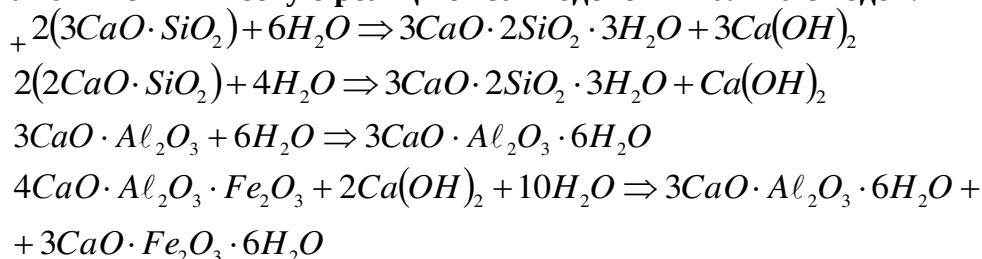 + 2(3CaO·SiO₂)+6H₂O⇒3CaO·2SiO₂·3H₂O+3Ca(OH)₂
2(2CaO·SiO₂)+4H₂O⇒3CaO·2SiO₂·3H₂O+Ca(OH)₂
3CaO·Aℓ₂O₃+6H₂O⇒3CaO·Aℓ₂O₃·6H₂O
4CaO·Aℓ₂O₃·Fe₂O₃+2Ca(OH)₂+10H₂O⇒3CaO·Aℓ₂O₃·6H₂O+
+3CaO·Fe₂O₃·6H₂O